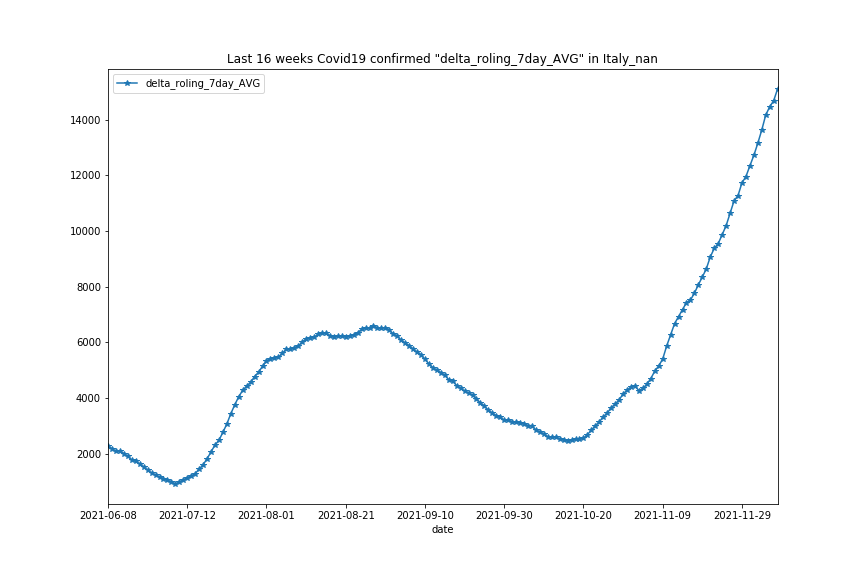 Last 16 weeks Covid19 confirmed "delta_roling_7day_AVG" in Italy_nan
delta_roling_7day_AVG
14000
12000
10000
8000
6000
4000
2000
2021-06-08 2021-07-12 2021-08-01 2021-08-21 2021-09-10 2021-09-30 2021-10-20 2021-11-09 2021-11-29
date